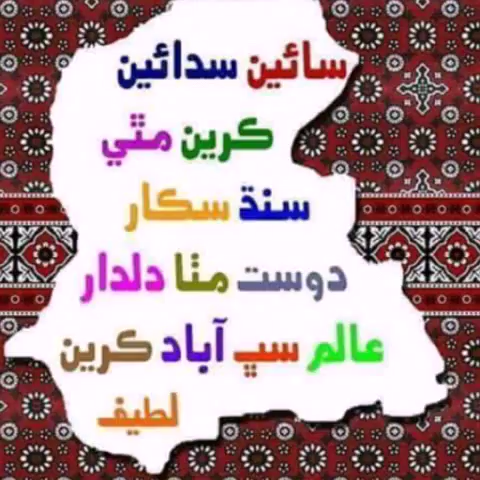 سائين سدائين
ڪرين مٿي
سنڌ سڪار
دوست مٺا دلدار
عالم سڀ آباد ڪرين
لطيف